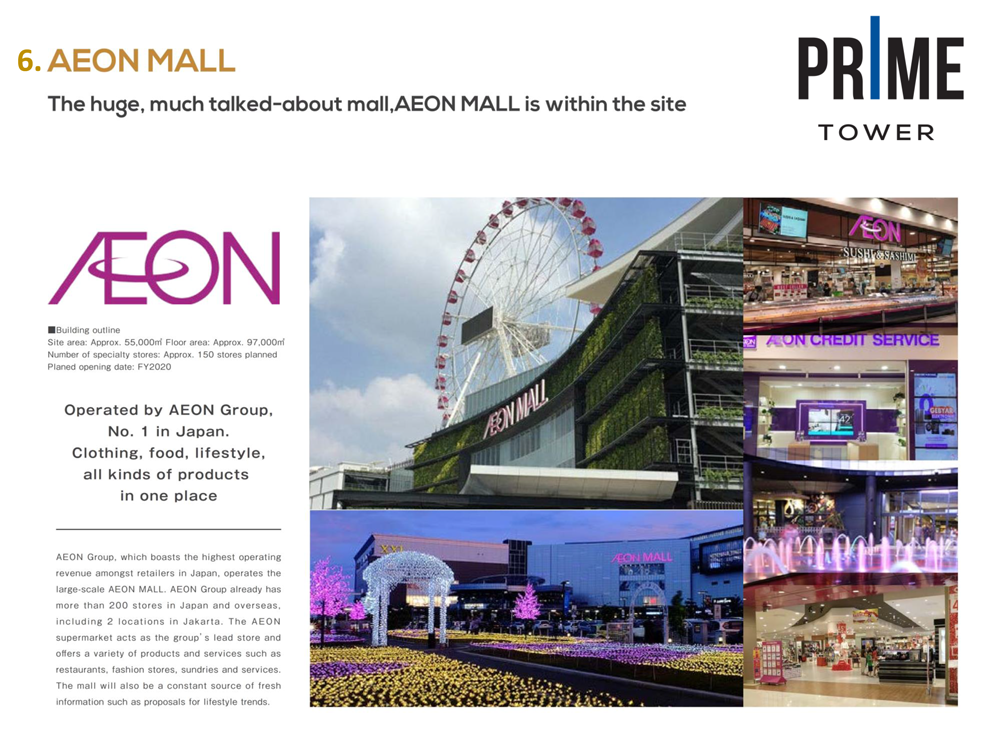 6. AEON MALL
The huge, much talked-about mall,AEON MALL is within the site
PRIME
TOWER
AEON
■Building outline
Site area: Approx. 55,000㎡ Floor area: Approx. 97,000㎡
Number of specialty stores: Approx. 150 stores planned
Planed opening date: FY2020
Operated by AEON Group,
No. 1 in Japan.
Clothing, food, lifestyle,
all kinds of products
in one place
AEON Group, which boasts the highest operating
revenue amongst retailers in Japan, operates the
large-scale AEON MALL. AEON Group already has
more than 200 stores in Japan and overseas,
including 2 locations in Jakarta. The AEON
supermarket acts as the group's lead store and
offers a variety of products and services such as
restaurants, fashion stores, sundries and services.
The mall will also be a constant source of fresh
information such as proposals for lifestyle trends.
AEON MALL
XXI
AEON MALL
AEON
SUSHI & SASHIMI
AEON CREDIT SERVICE
GEBYAR